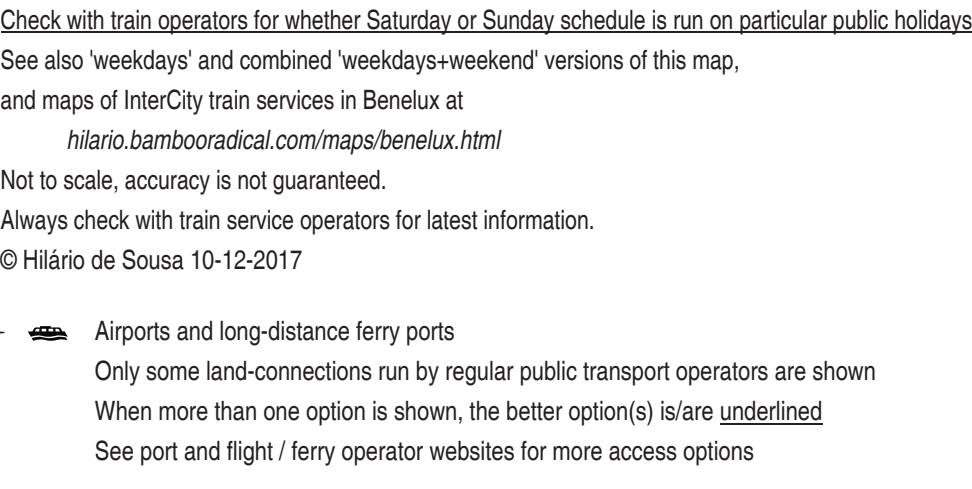 Check with train operators for whether Saturday or Sunday schedule is run on particular public holidays
See also 'weekdays' and combined 'weekdays+weekend' versions of this map,
and maps of InterCity train services in Benelux at
hilario.bambooradical.com/maps/benelux.html
Not to scale, accuracy is not guaranteed.
Always check with train service operators for latest information.
© Hilário de Sousa 10-12-2017
Airports and long-distance ferry ports
Only some land-connections run by regular public transport operators are shown
When more than one option is shown, the better option(s) is/are underlined
See port and flight / ferry operator websites for more access options